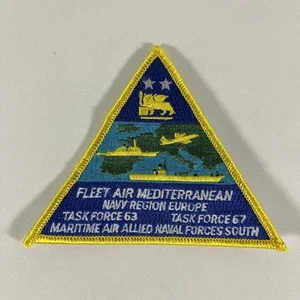 FLEET AIR MEDITERRANEAN
NAVY REGION EUROPE
TASK FORCE 63 TASK FORCE 67
MARITIME AIR ALLIED NAVAL FORCES SOUTH